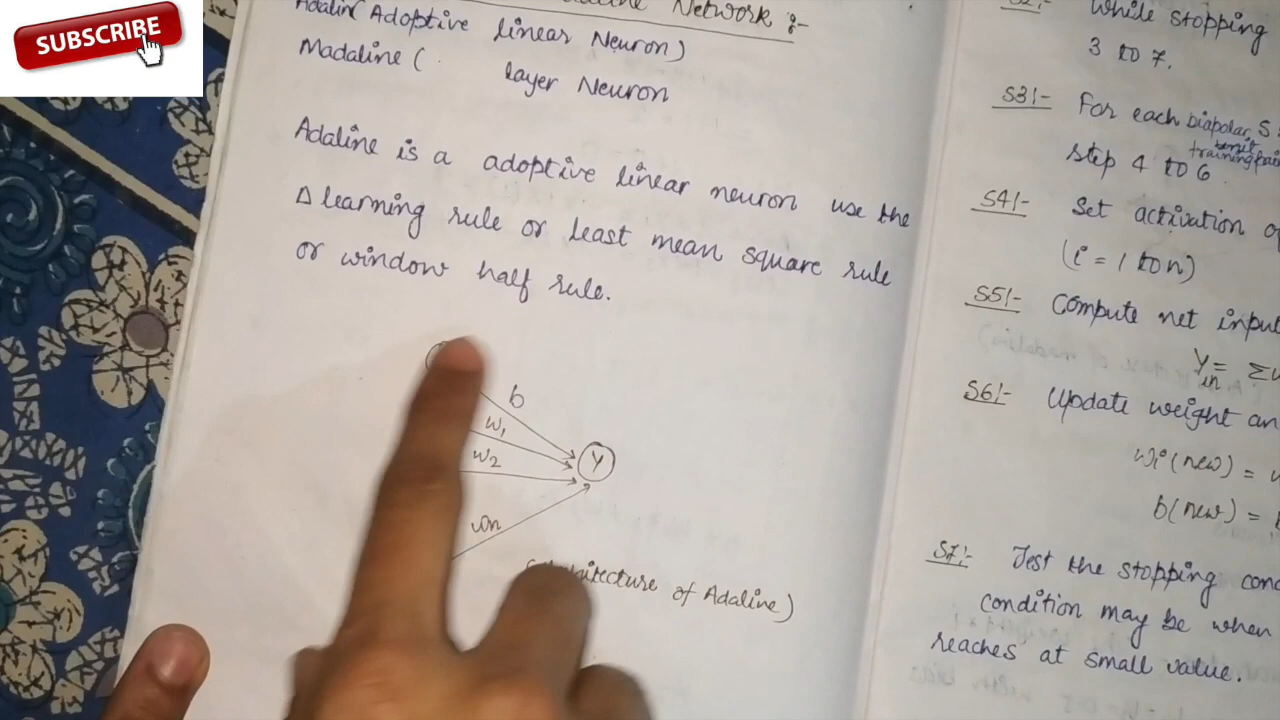 SUBSCRIBE
Network :-
Adalin (Adoptive linear Neuron)
Madaline ( layer Neuron
Adaline is a adoptive linear neuron use the
Δ learning rule or least mean square rule
or window half rule.
b
w1
w2
wn
Y
of Adaline)
While stopping
3 to 7.
S3:- For each biapolar
training
step 4 to 6
S4:- Set activation
(i = 1 to n)
S5:- Compute net input
Yin = Σ
S6:- Update weight
wi(new) =
b(new) =
S7:- Test the stopping
condition may be when
reaches at small value.